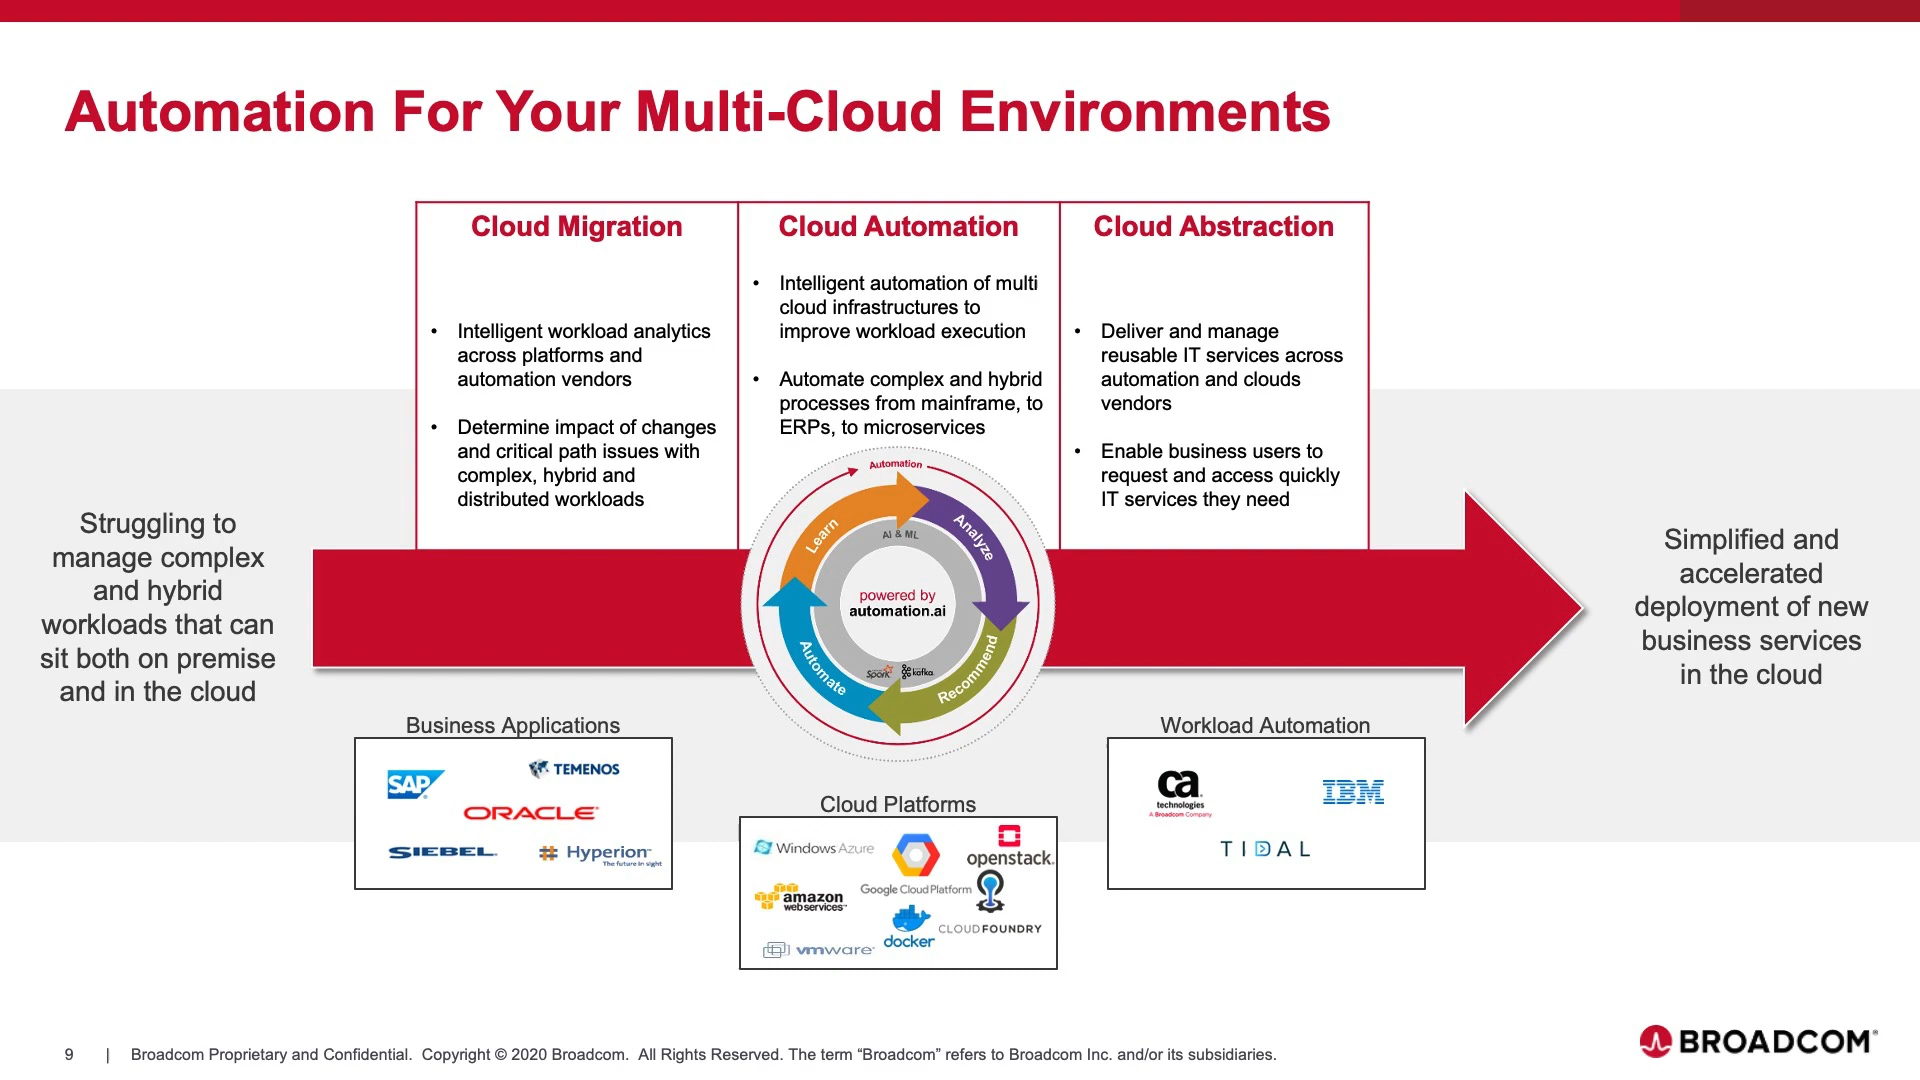 Automation For Your Multi-Cloud Environments
Cloud Migration
• Intelligent workload analytics
across platforms and
automation vendors
• Determine impact of changes
and critical path issues with
complex, hybrid and
distributed workloads
Cloud Automation
• Intelligent automation of multi
cloud infrastructures to
improve workload execution
• Automate complex and hybrid
processes from mainframe, to
ERPs, to microservices
Cloud Abstraction
• Deliver and manage
reusable IT services across
automation and clouds
vendors
• Enable business users to
request and access quickly
IT services they need
Struggling to
manage complex
and hybrid
workloads that can
sit both on premise
and in the cloud
Automation
Learn
Analyze
Recommend
Automate
AI & ML
powered by
automation.ai
Spark
kafka
Simplified and
accelerated
deployment of new
business services
in the cloud
Business Applications
SAP
TEMENOS
ORACLE
SIEBEL
Hyperion
The future in sight
Cloud Platforms
Windows Azure
openstack
Google Cloud Platform
amazon
web services
CLOUD FOUNDRY
docker
vmware
Workload Automation
ca
technologies
A Broadcom Company
IBM
TIDAL
9 | Broadcom Proprietary and Confidential. Copyright © 2020 Broadcom. All Rights Reserved. The term “Broadcom” refers to Broadcom Inc. and/or its subsidiaries.
BROADCOM